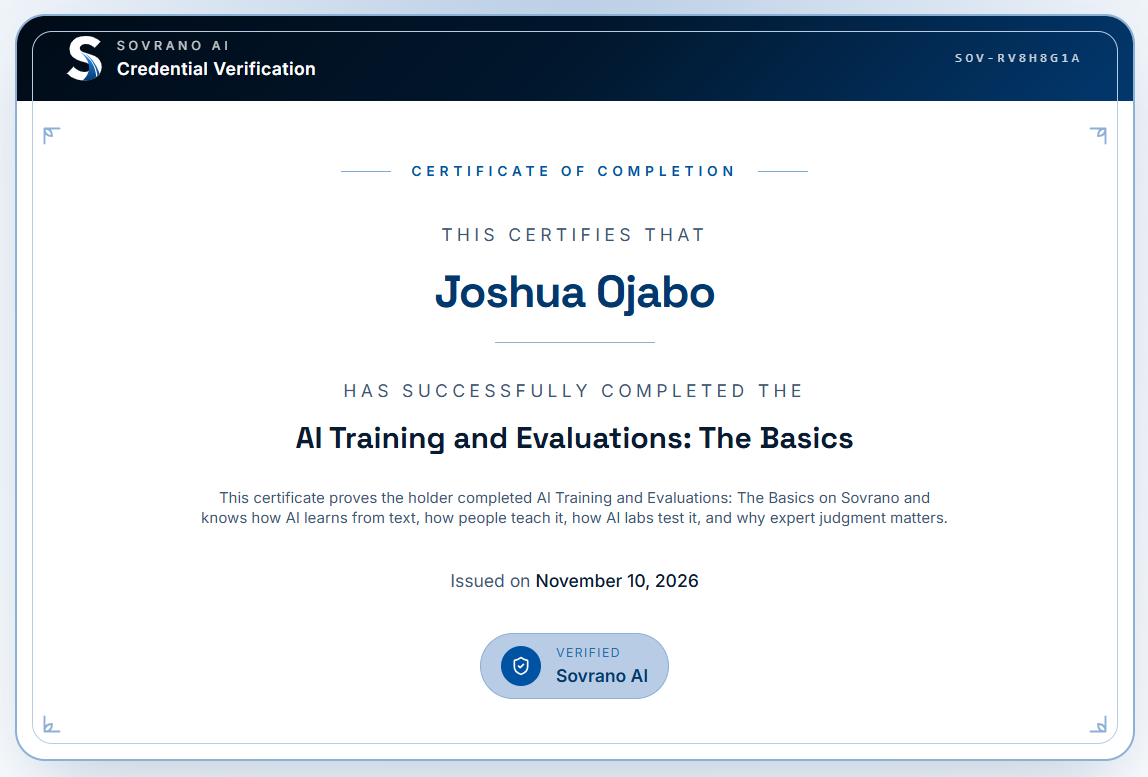 SOVRANO AI
Credential Verification
SOV-RV8H8G1A
CERTIFICATE OF COMPLETION
THIS CERTIFIES THAT
Joshua Ojabo
HAS SUCCESSFULLY COMPLETED THE
AI Training and Evaluations: The Basics
This certificate proves the holder completed AI Training and Evaluations: The Basics on Sovrano and
knows how AI learns from text, how people teach it, how AI labs test it, and why expert judgment matters.
Issued on November 10, 2026
VERIFIED
Sovrano AI